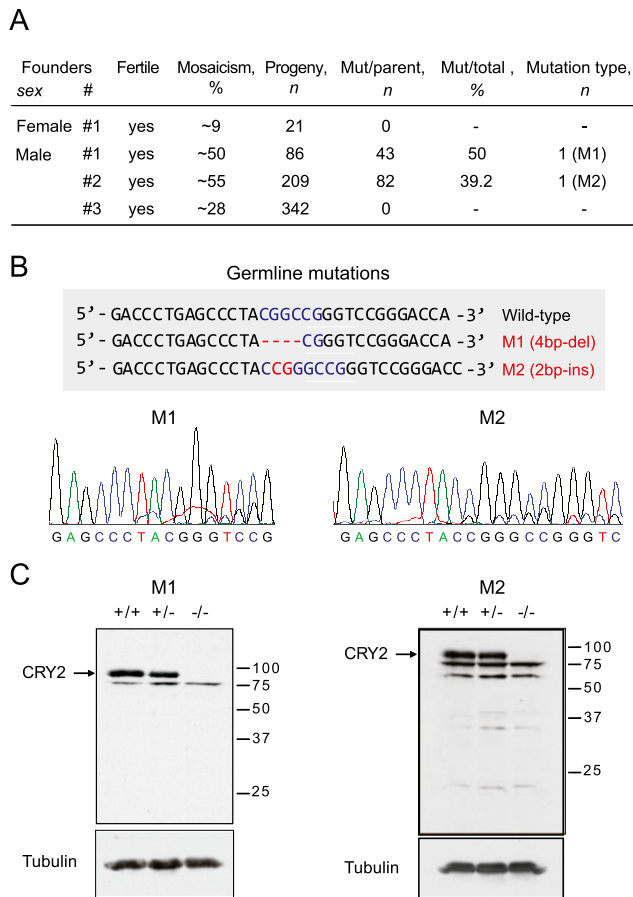 A
Founders Fertile Mosaicism, Progeny, Mut/parent, Mut/total , Mutation type,
sex # % n n % n
Female #1 yes ~9 21 0 - -
Male #1 yes ~50 86 43 50 1 (M1)
#2 yes ~55 209 82 39.2 1 (M2)
#3 yes ~28 342 0 - -
B
Germline mutations
5’- GACCCTGAGCCCTACGGCCGGGTCCGGGACCA -3’ Wild-type
5’- GACCCTGAGCCCTA----CGGGTCCGGGACCA -3’ M1 (4bp-del)
5’- GACCCTGAGCCCTACCGGGCCGGGTCCGGGACC -3’ M2 (2bp-ins)
M1 M2
GAGCCCTACGGGTCCG GAGCCCTACCGGGCCGGGTC
C
M1 M2
+/+ +/- -/- +/+ +/- -/-
CRY2 100 75 50 37 25
CRY2 100 75 50 37 25
Tubulin Tubulin